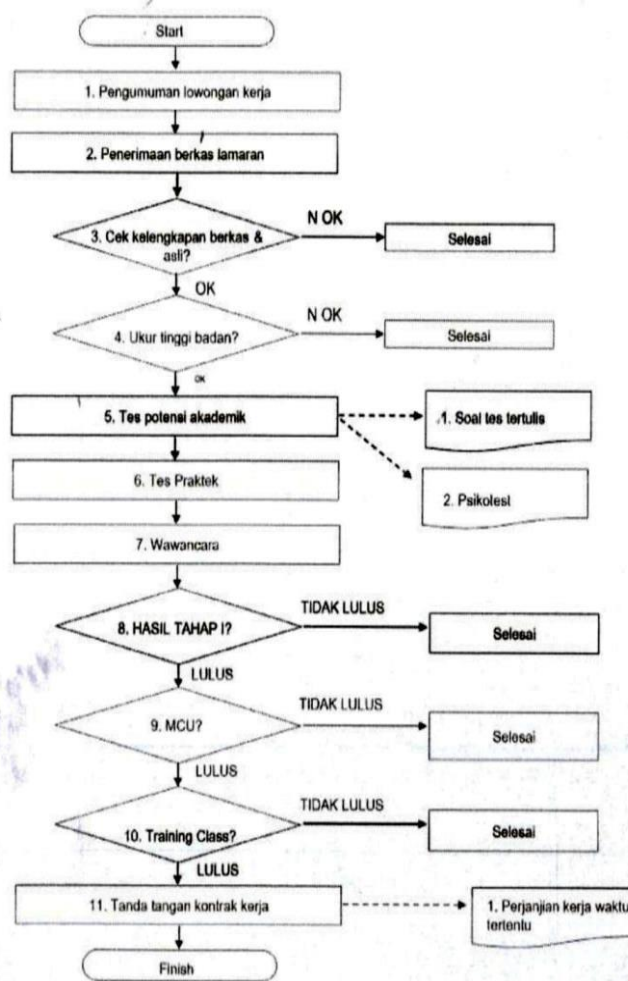 Start
1. Pengumuman lowongan kerja
2. Penerimaan berkas lamaran
3. Cek kelengkapan berkas &
asli?
N OK
Selesai
OK
4. Ukur tinggi badan?
N OK
Selesai
OK
5. Tes potensi akademik
1. Soal tes tertulis
6. Tes Praktek
2. Psikotest
7. Wawancara
8. HASIL TAHAP I?
TIDAK LULUS
Selesai
LULUS
9. MCU?
TIDAK LULUS
Selesai
LULUS
10. Training Class?
TIDAK LULUS
Selesai
LULUS
11. Tanda tangan kontrak kerja
1. Perjanjian kerja waktu
tertentu
Finish